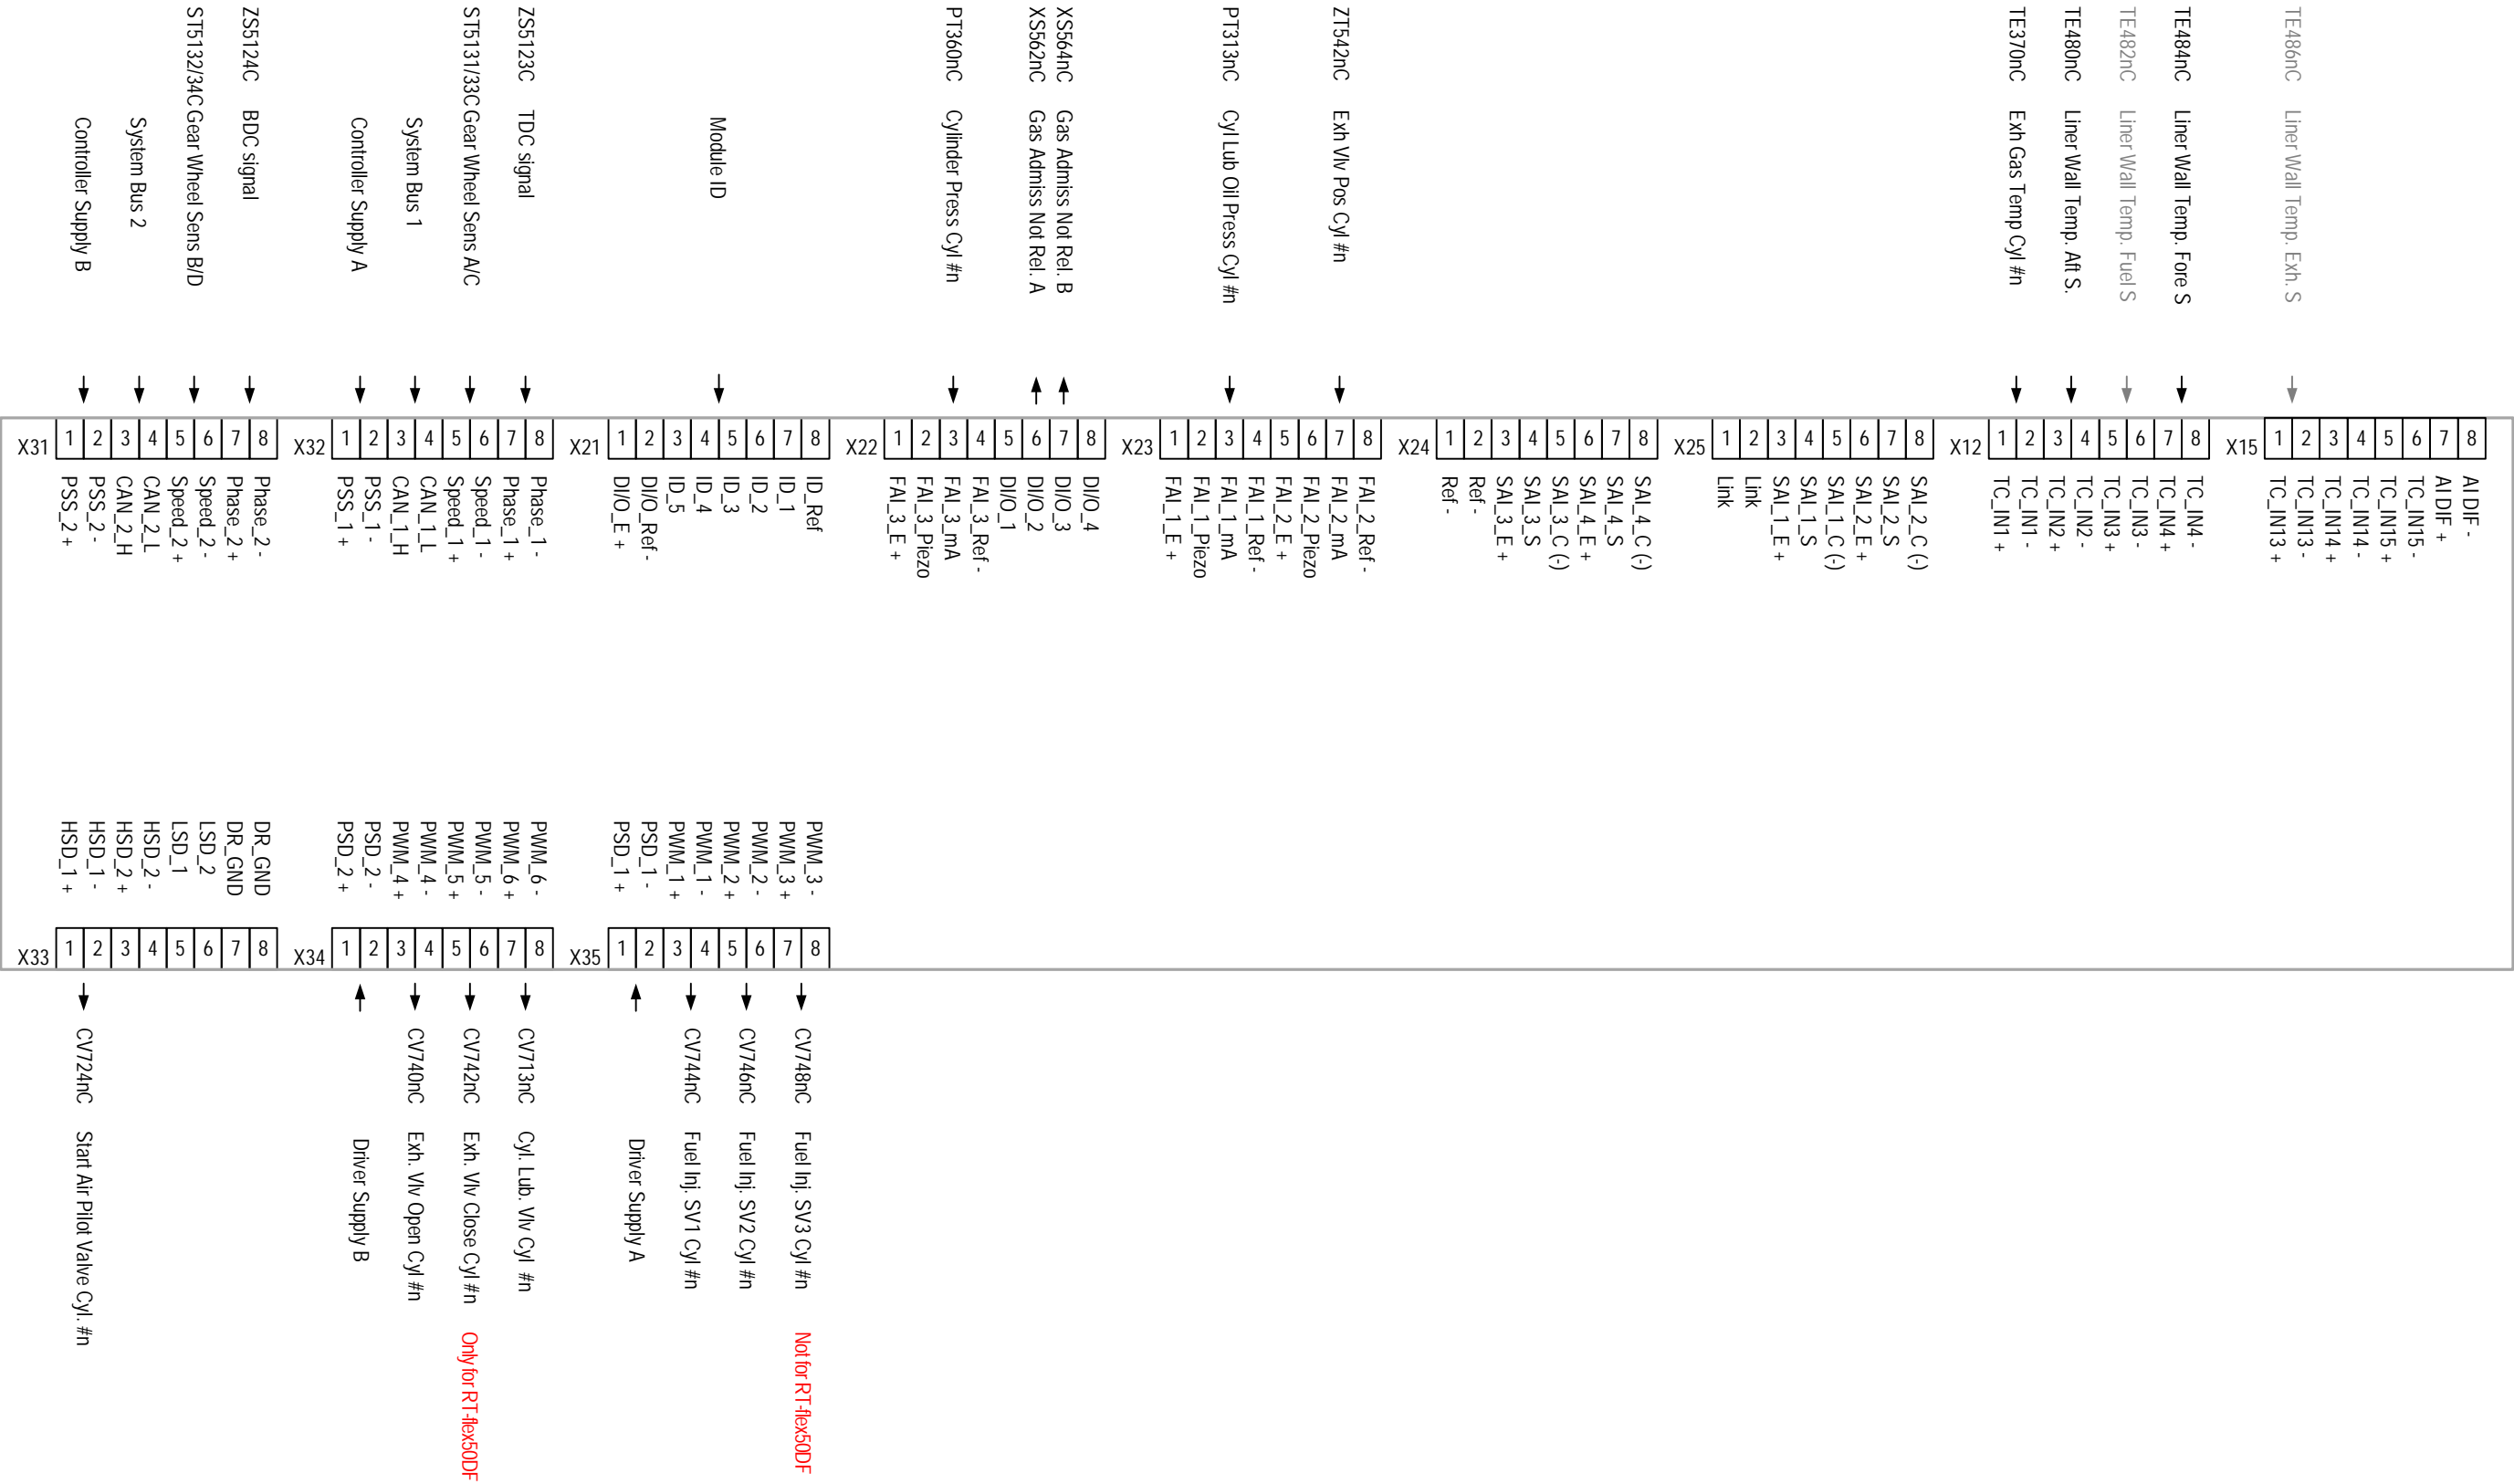 Controller Supply B
System Bus 2
ST5132/34C Gear Wheel Sens B/D
ZS5124C BDC signal
Controller Supply A
System Bus 1
ST5131/33C Gear Wheel Sens A/C
ZS5123C TDC signal
Module ID
PT360nC Cylinder Press Cyl #n
XS562nC Gas Admiss Not Rel. A
XS564nC Gas Admiss Not Rel. B
PT313nC Cyl Lub Oil Press Cyl #n
ZT542nC Exh Vlv Pos Cyl #n
TE370nC Exh Gas Temp Cyl #n
TE480nC Liner Wall Temp. Aft S.
TE482nC Liner Wall Temp. Fuel S
TE484nC Liner Wall Temp. Fore S
TE486nC Liner Wall Temp. Exh. S
X31 1 2 3 4 5 6 7 8
PSS_2 +
PSS_2 -
CAN_2_H
CAN_2_L
Speed_2 +
Speed_2 -
Phase_2 +
Phase_2 -
X32 1 2 3 4 5 6 7 8
PSS_1 +
PSS_1 -
CAN_1_H
CAN_1_L
Speed_1 +
Speed_1 -
Phase_1 +
Phase_1 -
X21 1 2 3 4 5 6 7 8
DI/O_E +
DI/O_Ref -
ID_5
ID_4
ID_3
ID_2
ID_1
ID_Ref
X22 1 2 3 4 5 6 7 8
FAI_3_E +
FAI_3_Piezo
FAI_3_mA
FAI_3_Ref -
DI/O_1
DI/O_2
DI/O_3
DI/O_4
X23 1 2 3 4 5 6 7 8
FAI_1_E +
FAI_1_Piezo
FAI_1_mA
FAI_1_Ref -
FAI_2_E +
FAI_2_Piezo
FAI_2_mA
FAI_2_Ref -
X24 1 2 3 4 5 6 7 8
Ref -
Ref -
SAI_3_E +
SAI_3_S
SAI_3_C (-)
SAI_4_E +
SAI_4_S
SAI_4_C (-)
X25 1 2 3 4 5 6 7 8
Link
Link
SAI_1_E +
SAI_1_S
SAI_1_C (-)
SAI_2_E +
SAI_2_S
SAI_2_C (-)
X12 1 2 3 4 5 6 7 8
TC_IN1 +
TC_IN1 -
TC_IN2 +
TC_IN2 -
TC_IN3 +
TC_IN3 -
TC_IN4 +
TC_IN4 -
X15 1 2 3 4 5 6 7 8
TC_IN13 +
TC_IN13 -
TC_IN14 +
TC_IN14 -
TC_IN15 +
TC_IN15 -
AI DIF +
AI DIF -
HSD_1 +
HSD_1 -
HSD_2 +
HSD_2 -
LSD_1
LSD_2
DR_GND
DR_GND
X33 1 2 3 4 5 6 7 8
PSD_2 +
PSD_2 -
PWM_4 +
PWM_4 -
PWM_5 +
PWM_5 -
PWM_6 +
PWM_6 -
X34 1 2 3 4 5 6 7 8
PSD_1 +
PSD_1 -
PWM_1 +
PWM_1 -
PWM_2 +
PWM_2 -
PWM_3 +
PWM_3 -
X35 1 2 3 4 5 6 7 8
CV724nC Start Air Pilot Valve Cyl. #n
Driver Supply B
CV740nC Exh. Vlv Open Cyl #n
CV742nC Exh. Vlv Close Cyl #n Only for RT-flex50DF
CV713nC Cyl. Lub. Vlv Cyl #n
Driver Supply A
CV744nC Fuel Inj. SV1 Cyl #n
CV746nC Fuel Inj. SV2 Cyl #n
CV748nC Fuel Inj. SV3 Cyl #n Not for RT-flex50DF